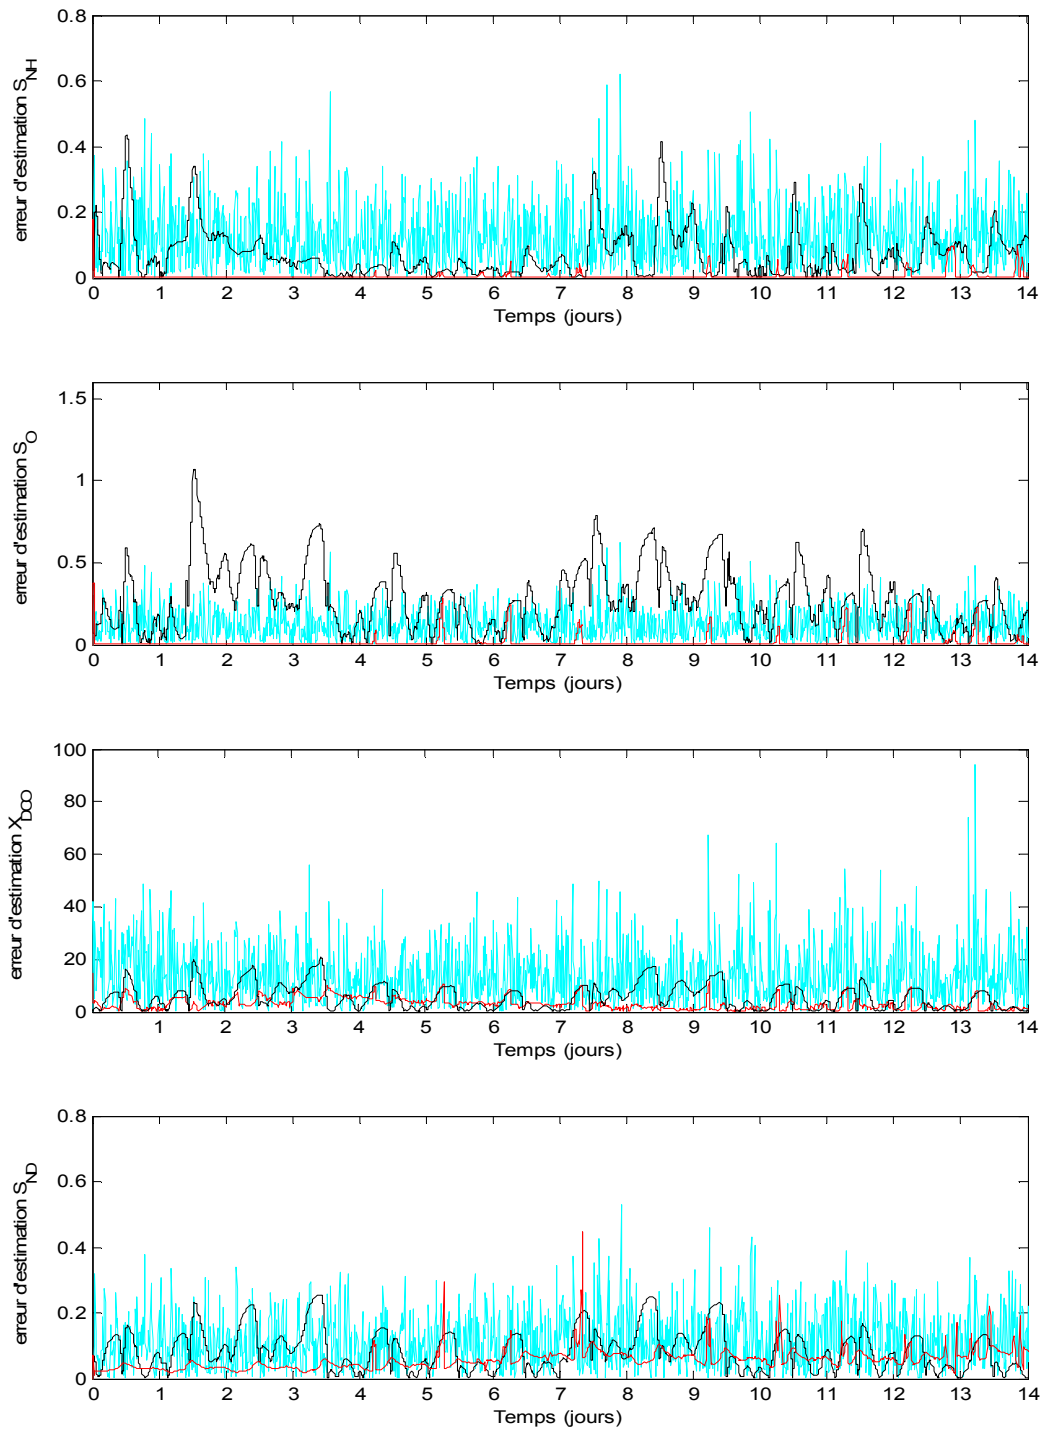 0.8
0.6
0.4
0.2
0
erreur d'estimation S_NH
0 1 2 3 4 5 6 7 8 9 10 11 12 13 14
Temps (jours)
1.5
1
0.5
0
erreur d'estimation S_O
0 1 2 3 4 5 6 7 8 9 10 11 12 13 14
Temps (jours)
100
80
60
40
20
0
erreur d'estimation X_DCO
0 1 2 3 4 5 6 7 8 9 10 11 12 13 14
Temps (jours)
0.8
0.6
0.4
0.2
0
erreur d'estimation S_ND
0 1 2 3 4 5 6 7 8 9 10 11 12 13 14
Temps (jours)